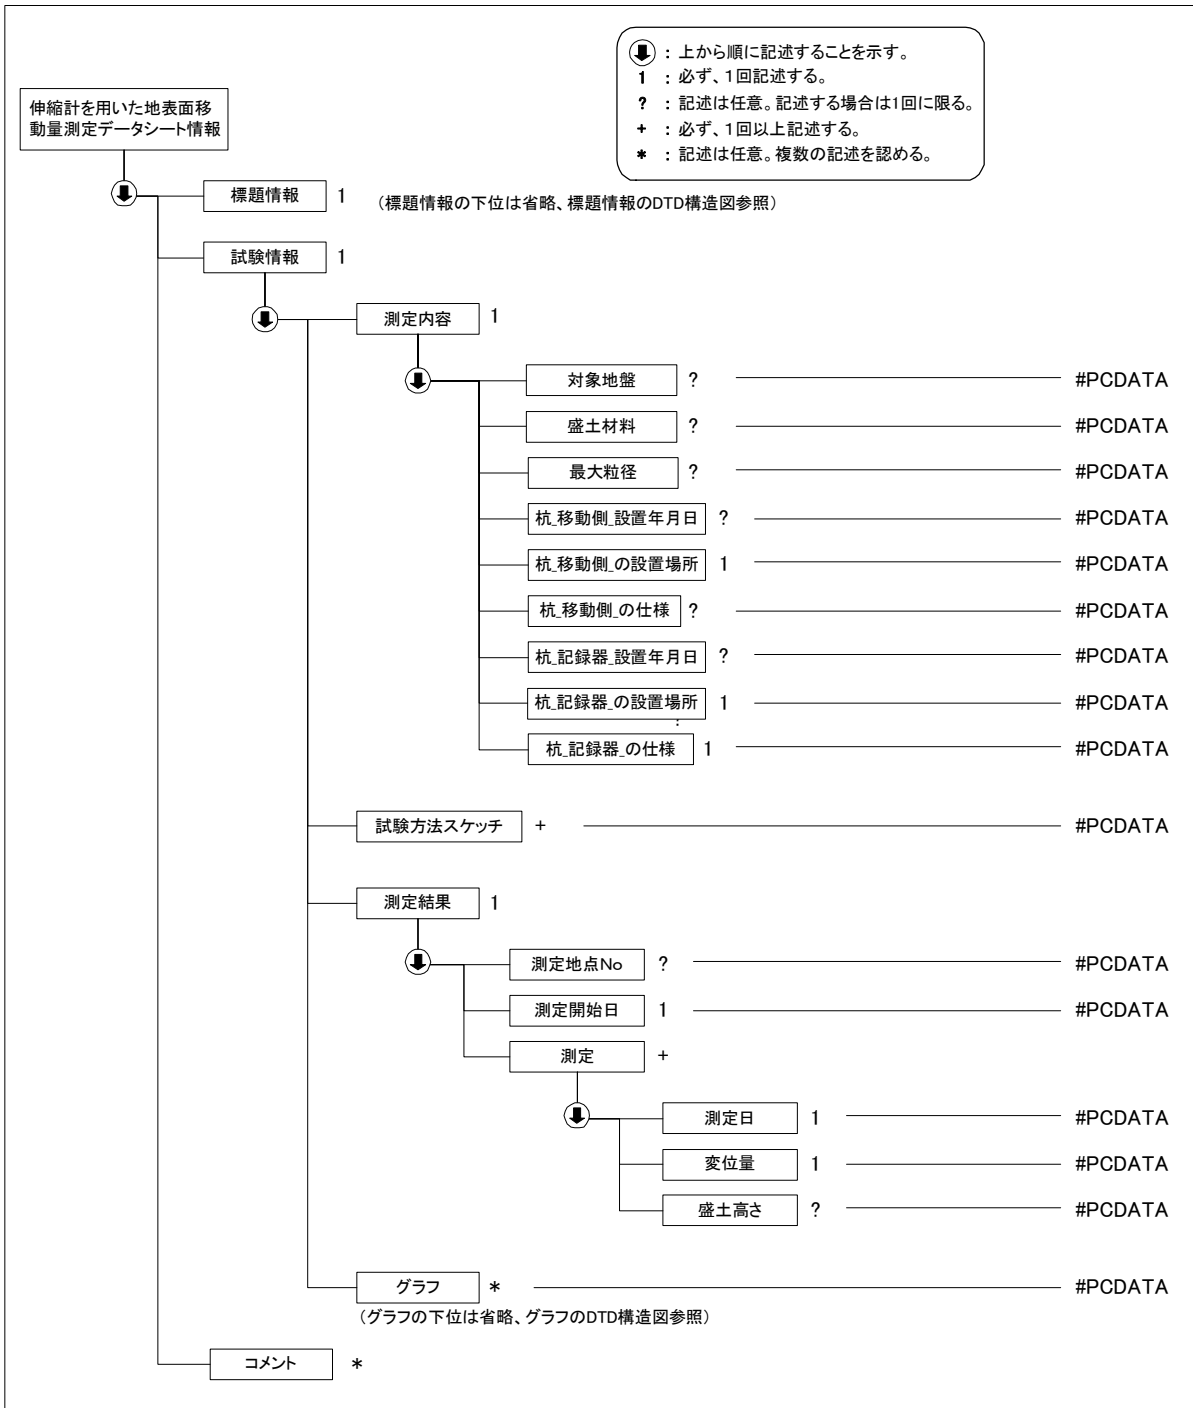 ：上から順に記述することを示す。
1 ：必ず、1回記述する。
? ：記述は任意。記述する場合は1回に限る。
+ ：必ず、1回以上記述する。
* ：記述は任意。複数の記述を認める。
伸縮計を用いた地表面移
動量測定データシート情報
標題情報 1 （標題情報の下位は省略、標題情報のDTD構造図参照）
試験情報 1
測定内容 1
対象地盤 ? #PCDATA
盛土材料 ? #PCDATA
最大粒径 ? #PCDATA
杭_移動側_設置年月日 ? #PCDATA
杭_移動側_の設置場所 1 #PCDATA
杭_移動側_の仕様 ? #PCDATA
杭_記録器_設置年月日 ? #PCDATA
杭_記録器_の設置場所 1 #PCDATA
杭_記録器_の仕様 1 #PCDATA
試験方法スケッチ + #PCDATA
測定結果 1
測定地点No ? #PCDATA
測定開始日 1 #PCDATA
測定 +
測定日 1 #PCDATA
変位量 1 #PCDATA
盛土高さ ? #PCDATA
グラフ * #PCDATA
（グラフの下位は省略、グラフのDTD構造図参照）
コメント *